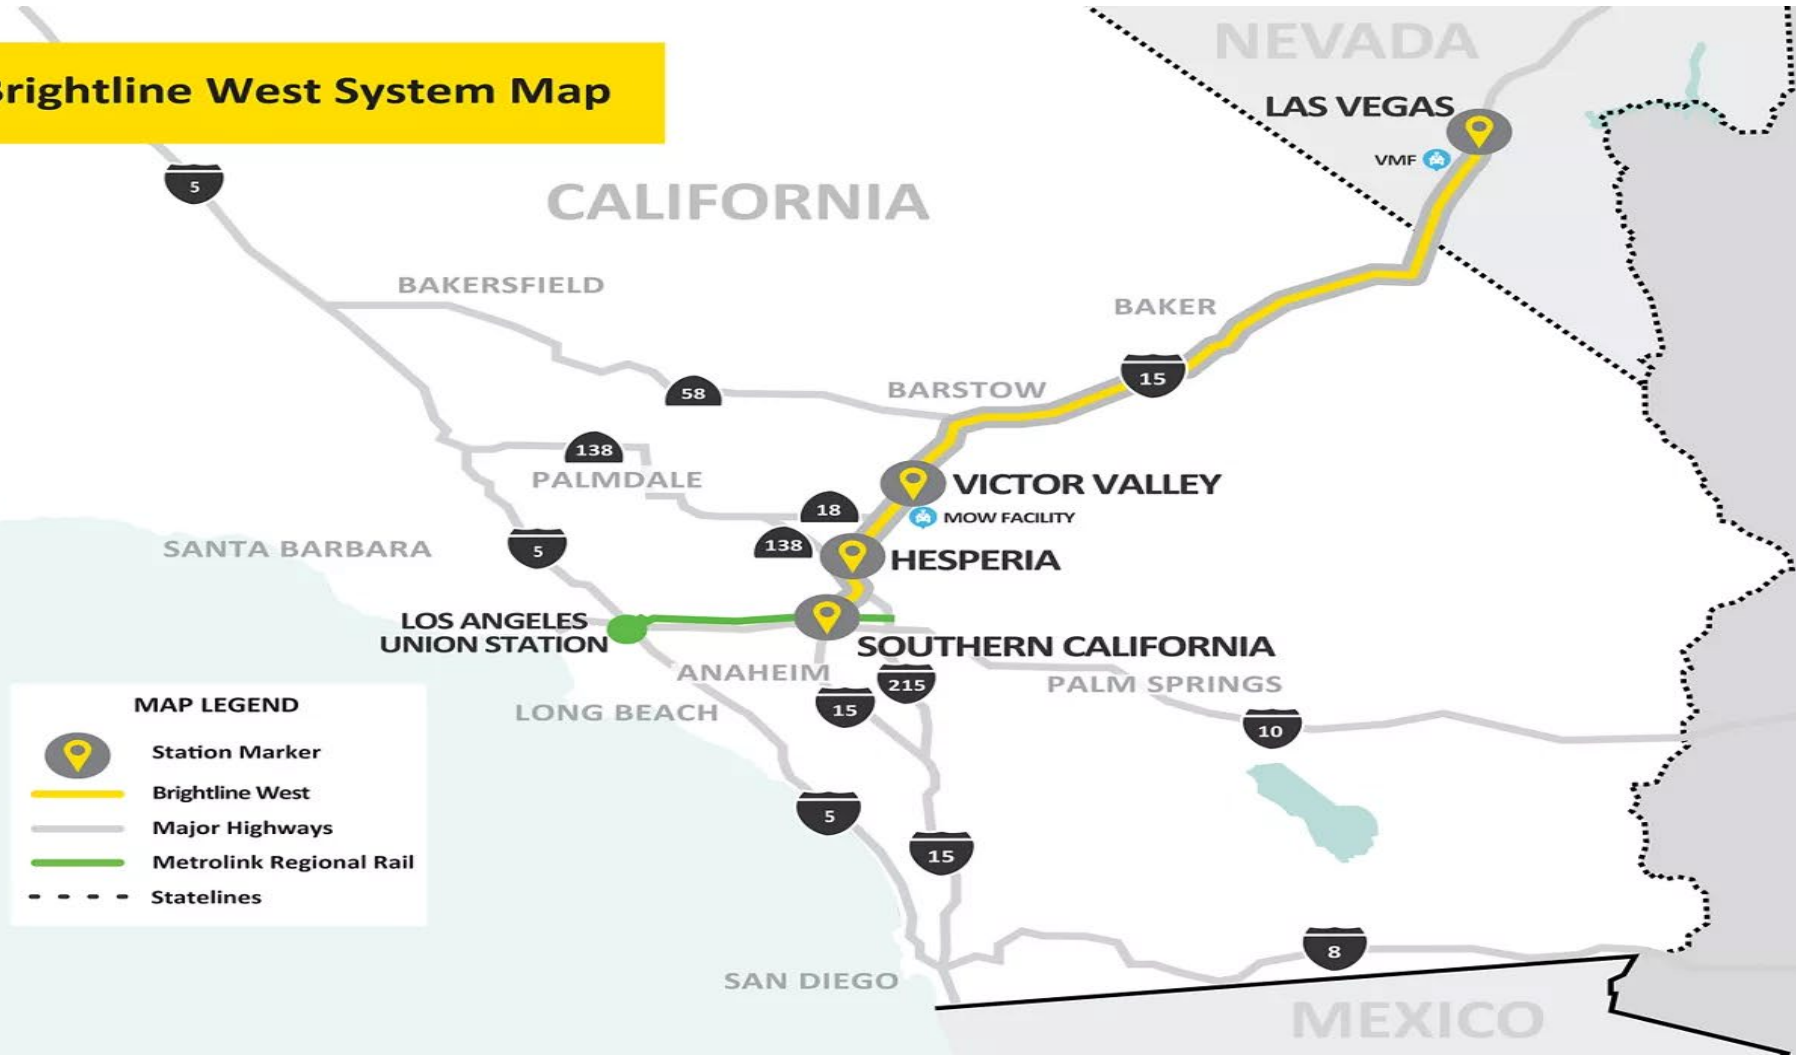 rightline West System Map
NEVADA
LAS VEGAS
VMF
5
CALIFORNIA
BAKERSFIELD
BAKER
15
BARSTOW
58
138
PALMDALE
VICTOR VALLEY
18
MOW FACILITY
138
SANTA BARBARA
5
HESPERIA
LOS ANGELES
UNION STATION
SOUTHERN CALIFORNIA
ANAHEIM
215
PALM SPRINGS
LONG BEACH
15
10
MAP LEGEND
Station Marker
Brightline West
Major Highways
Metrolink Regional Rail
Statelines
5
15
8
SAN DIEGO
MEXICO